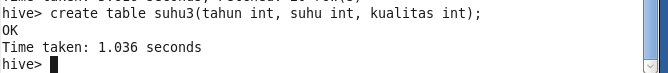 hive> create table suhu3(tahun int, suhu int, kualitas int);
OK
Time taken: 1.036 seconds
hive>